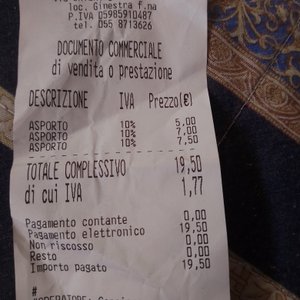 loc. Ginestra f.na
P.IVA 05985910487
tel. 055 8713626
DOCUMENTO COMMERCIALE
di vendita o prestazione
DESCRIZIONE IVA Prezzo(€)
ASPORTO 10% 5,00
ASPORTO 10% 7,00
ASPORTO 10% 7,50
TOTALE COMPLESSIVO 19,50
di cui IVA 1,77
Pagamento contante 0,00
Pagamento elettronico 19,50
Non riscosso 0,00
Resto 0,00
Importo pagato 19,50
#